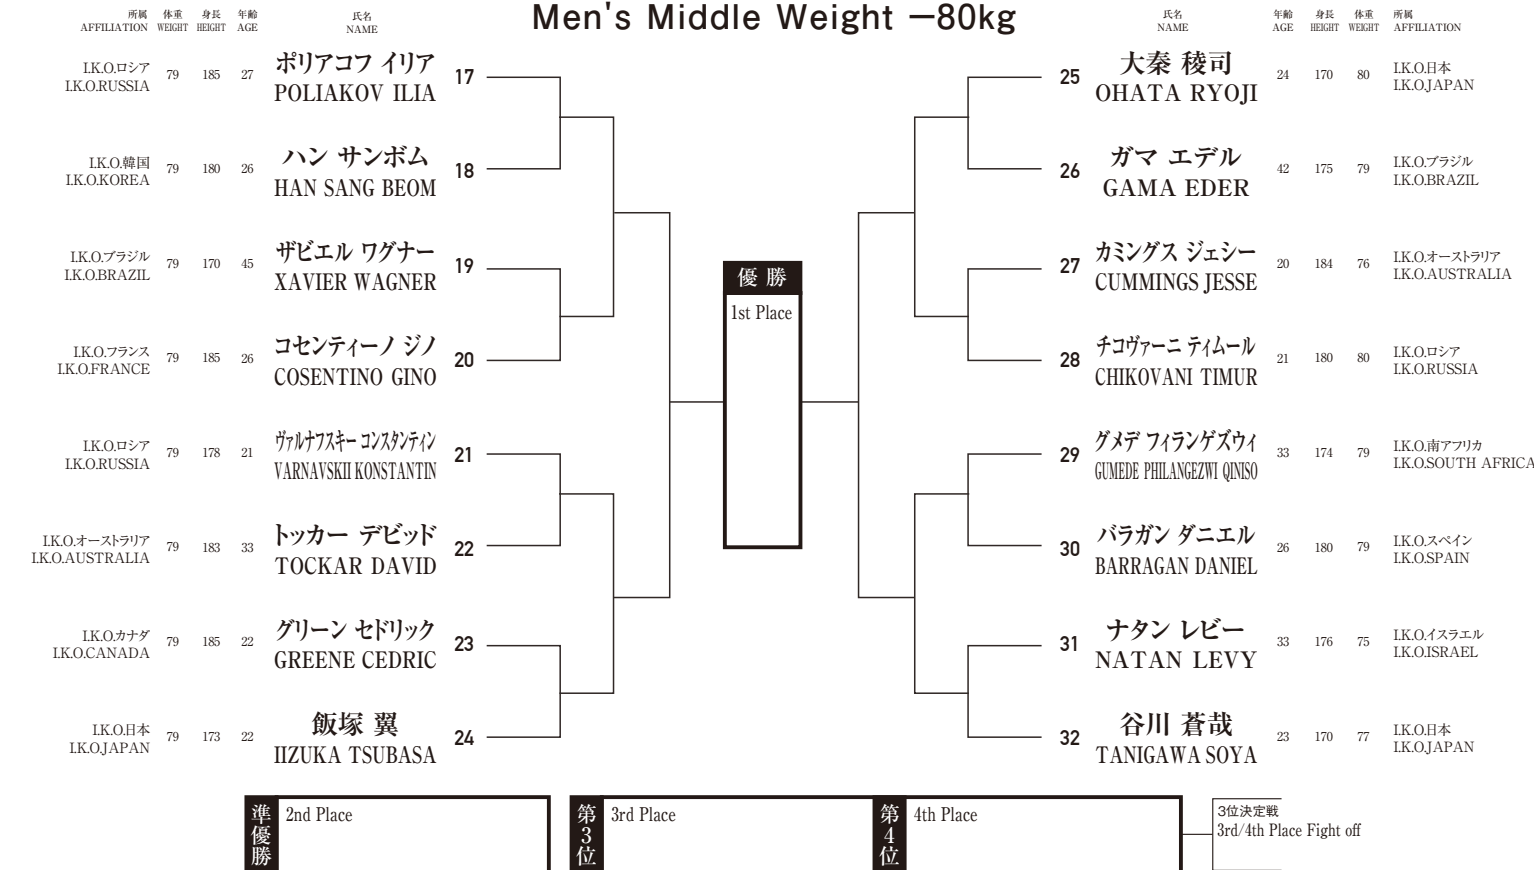 Men's Middle Weight －80kg
所属 体重 身長 年齢 氏名
AFFILIATION WEIGHT HEIGHT AGE NAME
氏名 年齢 身長 体重 所属
NAME AGE HEIGHT WEIGHT AFFILIATION
I.K.O.ロシア 79 185 27 ポリアコフ イリア 17
I.K.O.RUSSIA POLIAKOV ILIA
I.K.O.韓国 79 180 26 ハン サンボム 18
I.K.O.KOREA HAN SANG BEOM
I.K.O.ブラジル 79 170 45 ザビエル ワグナー 19
I.K.O.BRAZIL XAVIER WAGNER
I.K.O.フランス 79 185 26 コセンティーノ ジノ 20
I.K.O.FRANCE COSENTINO GINO
I.K.O.ロシア 79 178 21 ヴァルナフスキー コンスタンティン 21
I.K.O.RUSSIA VARNAVSKII KONSTANTIN
I.K.O.オーストラリア 79 183 33 トッカー デビッド 22
I.K.O.AUSTRALIA TOCKAR DAVID
I.K.O.カナダ 79 185 22 グリーン セドリック 23
I.K.O.CANADA GREENE CEDRIC
I.K.O.日本 79 173 22 飯塚 翼 24
I.K.O.JAPAN IIZUKA TSUBASA
優勝
1st Place
25 大秦 稜司 24 170 80 I.K.O.日本
OHATA RYOJI I.K.O.JAPAN
26 ガマ エデル 42 175 79 I.K.O.ブラジル
GAMA EDER I.K.O.BRAZIL
27 カミングス ジェシー 20 184 76 I.K.O.オーストラリア
CUMMINGS JESSE I.K.O.AUSTRALIA
28 チコヴァーニ ティムール 21 180 80 I.K.O.ロシア
CHIKOVANI TIMUR I.K.O.RUSSIA
29 グメデ フィランゲズウィ 33 174 79 I.K.O.南アフリカ
GUMEDE PHILANGEZWI QINISO I.K.O.SOUTH AFRICA
30 バラガン ダニエル 26 180 79 I.K.O.スペイン
BARRAGAN DANIEL I.K.O.SPAIN
31 ナタン レビー 33 176 75 I.K.O.イスラエル
NATAN LEVY I.K.O.ISRAEL
32 谷川 蒼哉 23 170 77 I.K.O.日本
TANIGAWA SOYA I.K.O.JAPAN
準優勝 2nd Place
第3位 3rd Place
第4位 4th Place
3位決定戦
3rd/4th Place Fight off